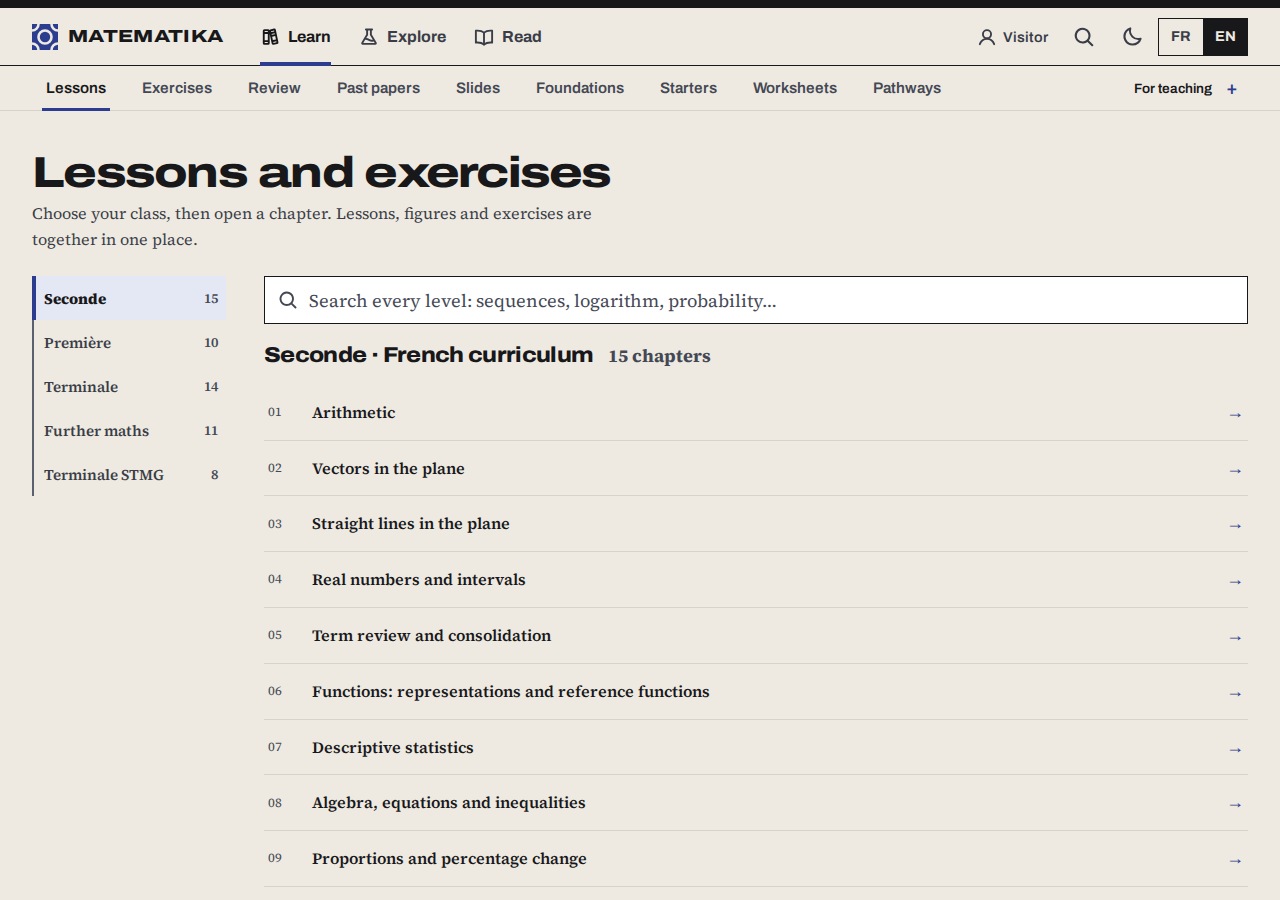 MATEMATIKA
Learn
Explore
Read
Visitor
FR
EN
Lessons
Exercises
Review
Past papers
Slides
Foundations
Starters
Worksheets
Pathways
For teaching +
Lessons and exercises
Choose your class, then open a chapter. Lessons, figures and exercises are
together in one place.
Seconde 15
Première 10
Terminale 14
Further maths 11
Terminale STMG 8
Search every level: sequences, logarithm, probability...
Seconde · French curriculum 15 chapters
01 Arithmetic →
02 Vectors in the plane →
03 Straight lines in the plane →
04 Real numbers and intervals →
05 Term review and consolidation →
06 Functions: representations and reference functions →
07 Descriptive statistics →
08 Algebra, equations and inequalities →
09 Proportions and percentage change →